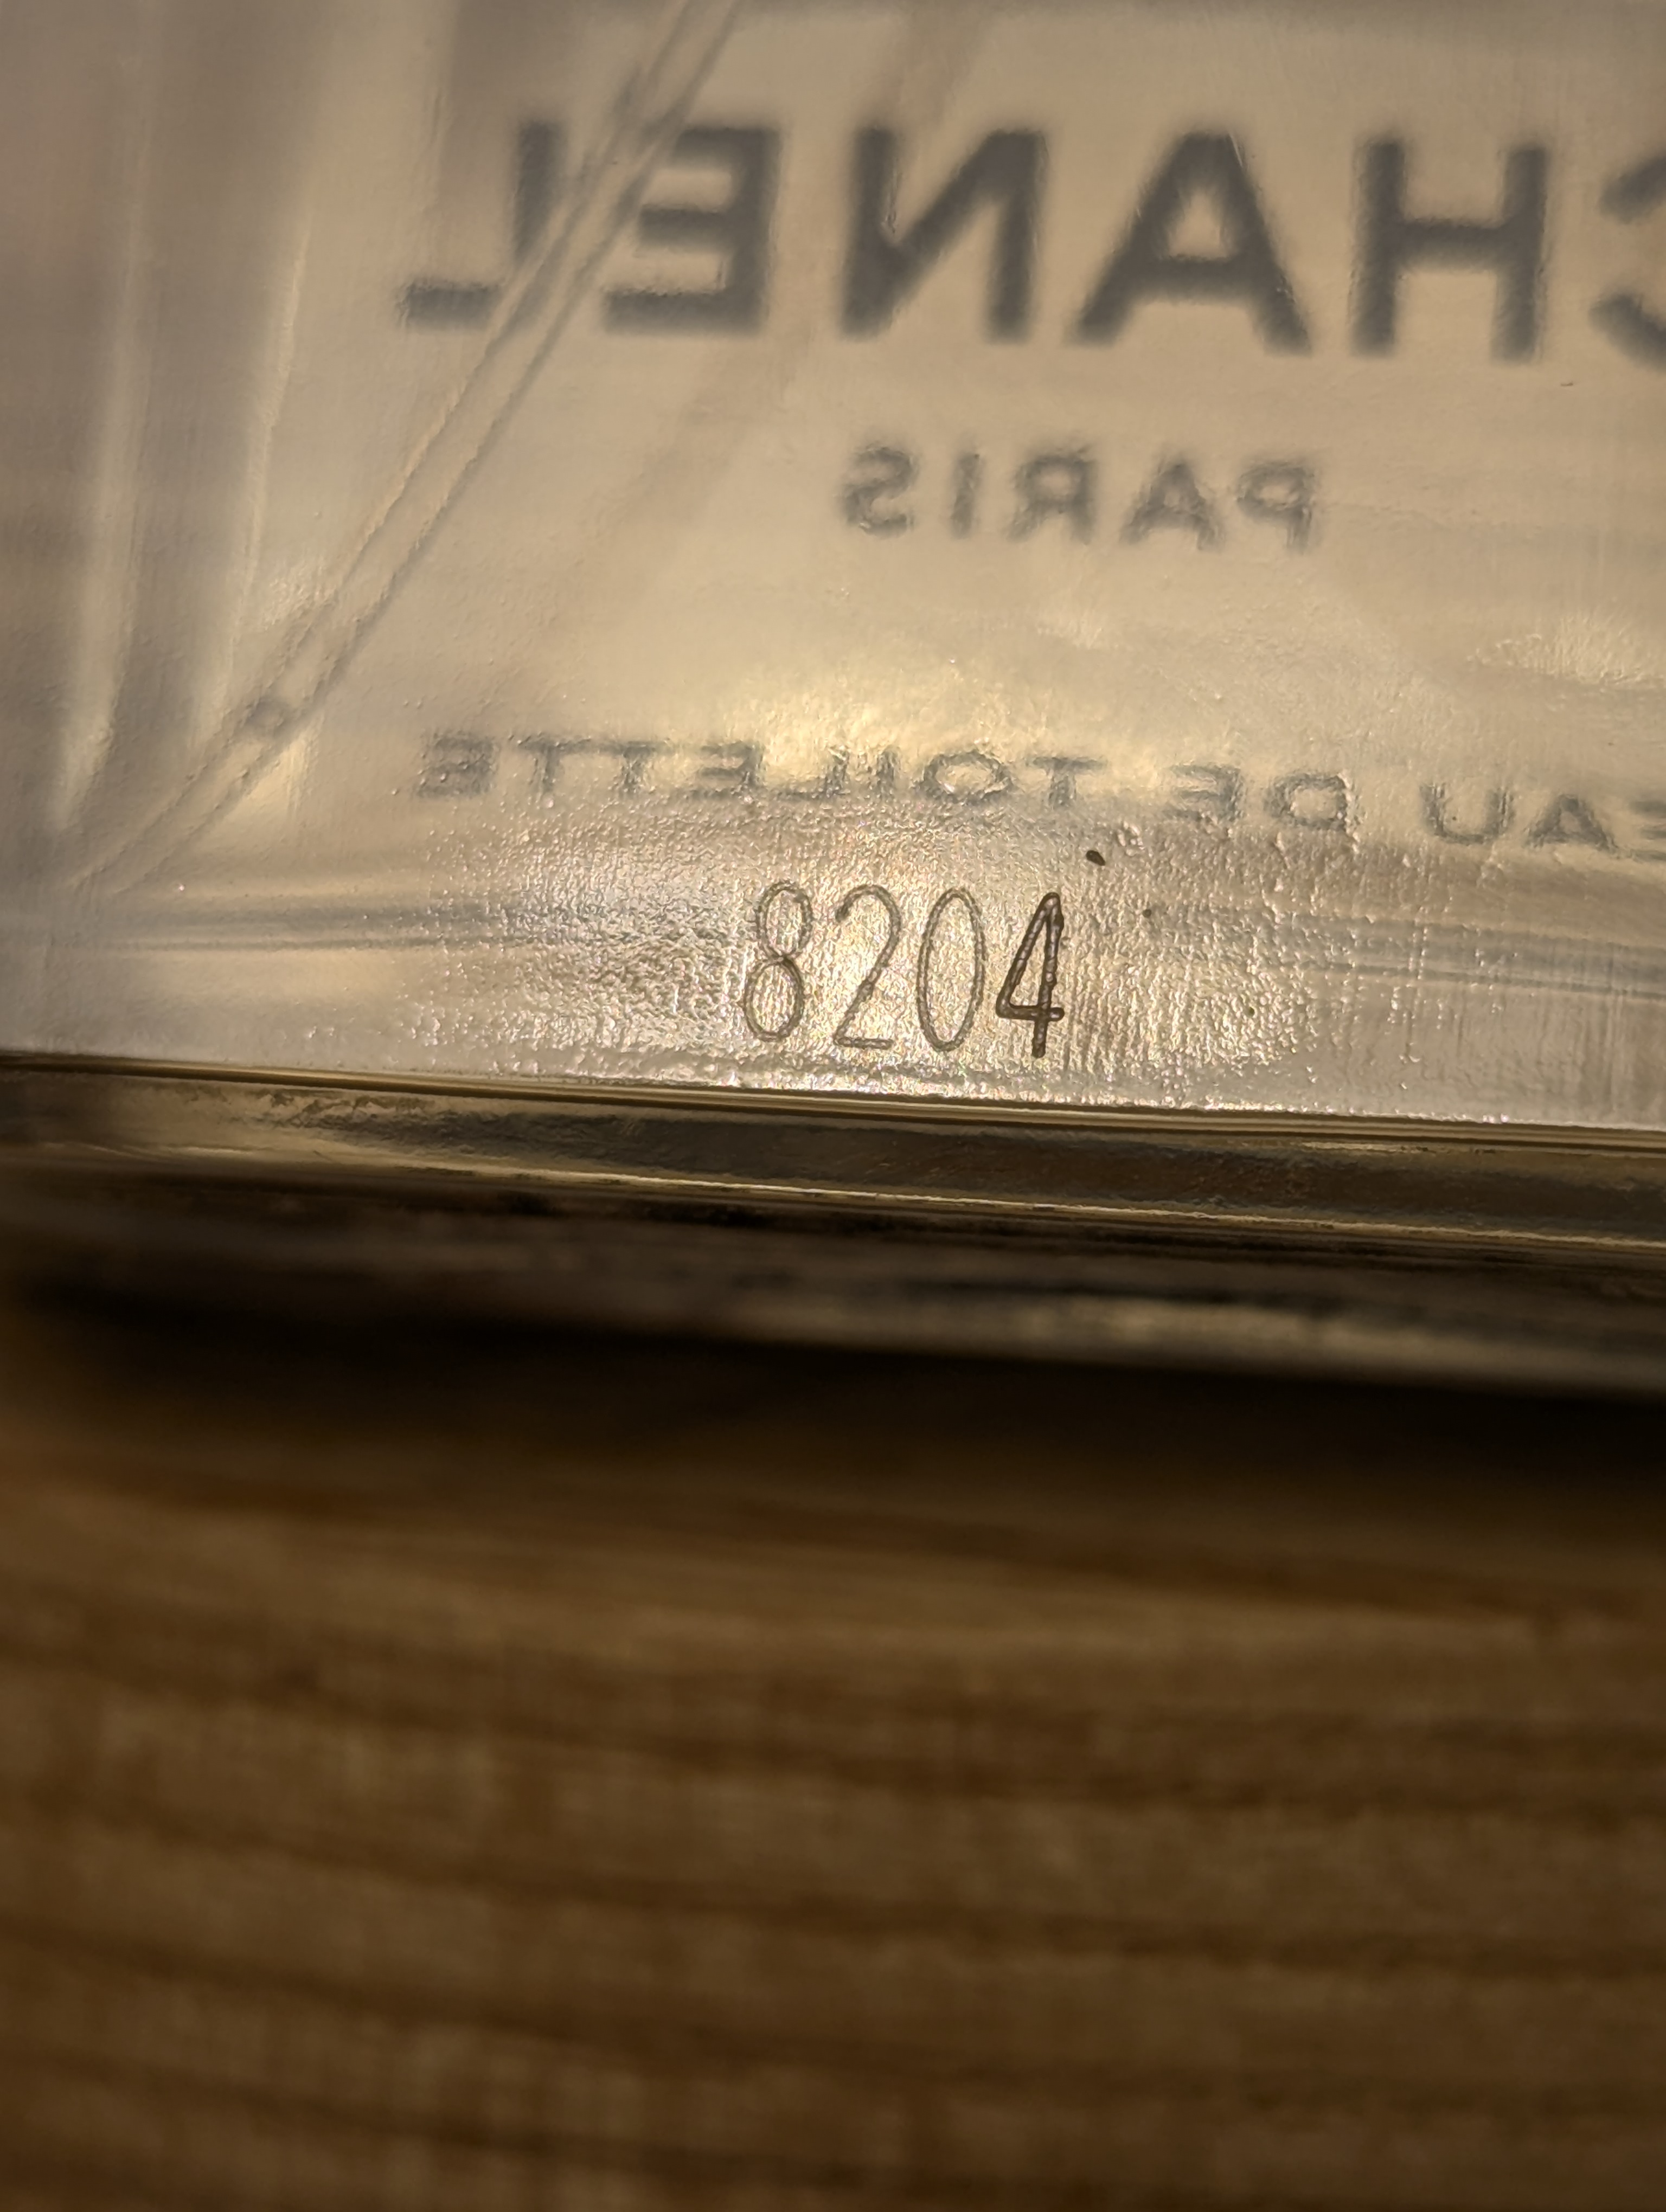 CHANEL
PARIS
EAU DE TOILETTE
8204